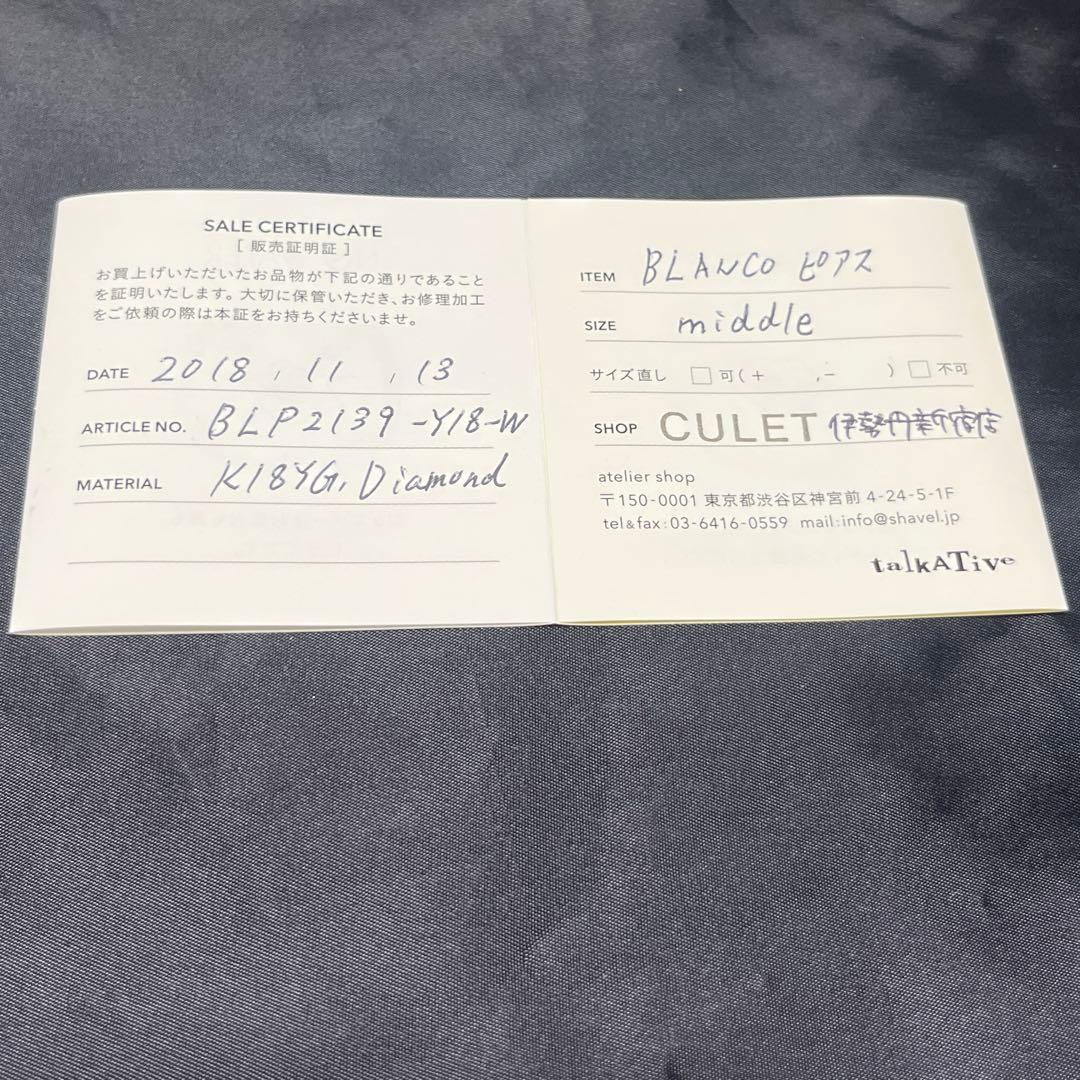 SALE CERTIFICATE
[ 販売証明証 ]
お買上げいただいたお品物が下記の通りであること
を証明いたします。大切に保管いただき、お修理加工
をご依頼の際は本証をお持ちくださいませ。
DATE 2018 , 11 , 13
ARTICLE NO. BLP2139-Y18-W
MATERIAL K18YG, Diamond
ITEM BLANCO ピアス
SIZE middle
サイズ直し □ 可(+ ,− ) □ 不可
SHOP CULET 伊勢丹新宿店
atelier shop
〒150-0001 東京都渋谷区神宮前 4-24-5-1F
tel&fax:03-6416-0559 mail:info@shavel.jp
talkATive